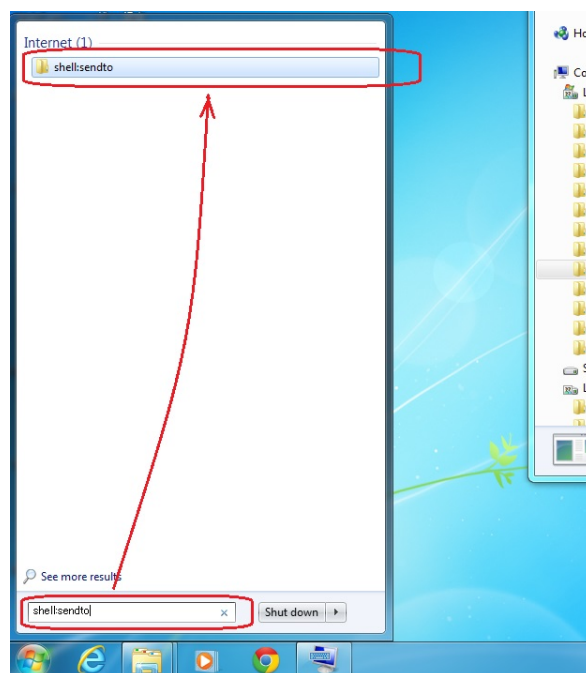 Internet (1)
shell:sendto
See more results
shell:sendto
Shut down